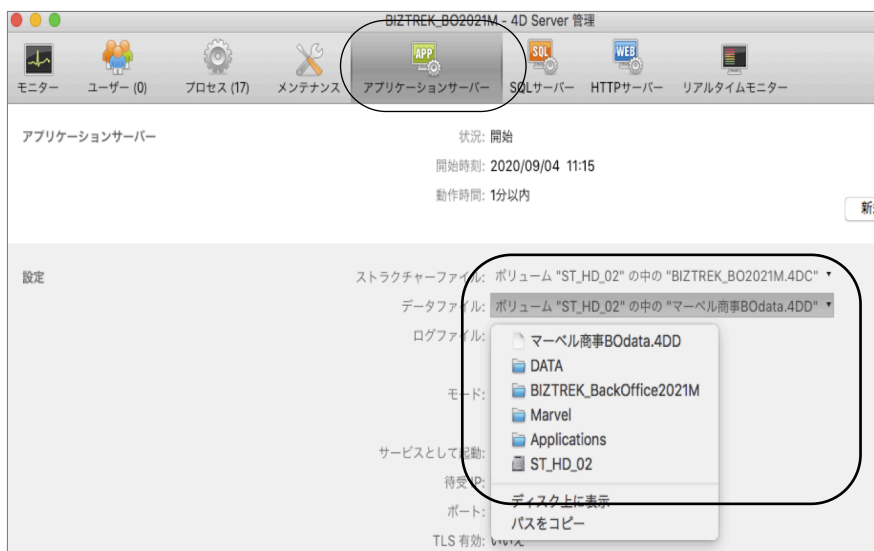 BIZTREK_BO2021M - 4D Server 管理
モニター ユーザー (0) プロセス (17) メンテナンス アプリケーションサーバー SQLサーバー HTTPサーバー リアルタイムモニター
APP SQL WEB
アプリケーションサーバー
状況: 開始
開始時刻: 2020/09/04 11:15
動作時間: 1分以内
設定
ストラクチャーファイル: ボリューム "ST_HD_02" の中の "BIZTREK_BO2021M.4DC"
データファイル: ボリューム "ST_HD_02" の中の "マーベル商事BOdata.4DD"
ログファイル:
マーベル商事BOdata.4DD
DATA
BIZTREK_BackOffice2021M
Marvel
Applications
ST_HD_02
ディスク上に表示
パスをコピー
モード:
サービスとして起動:
待受IP:
ポート:
TLS 有効: いいえ